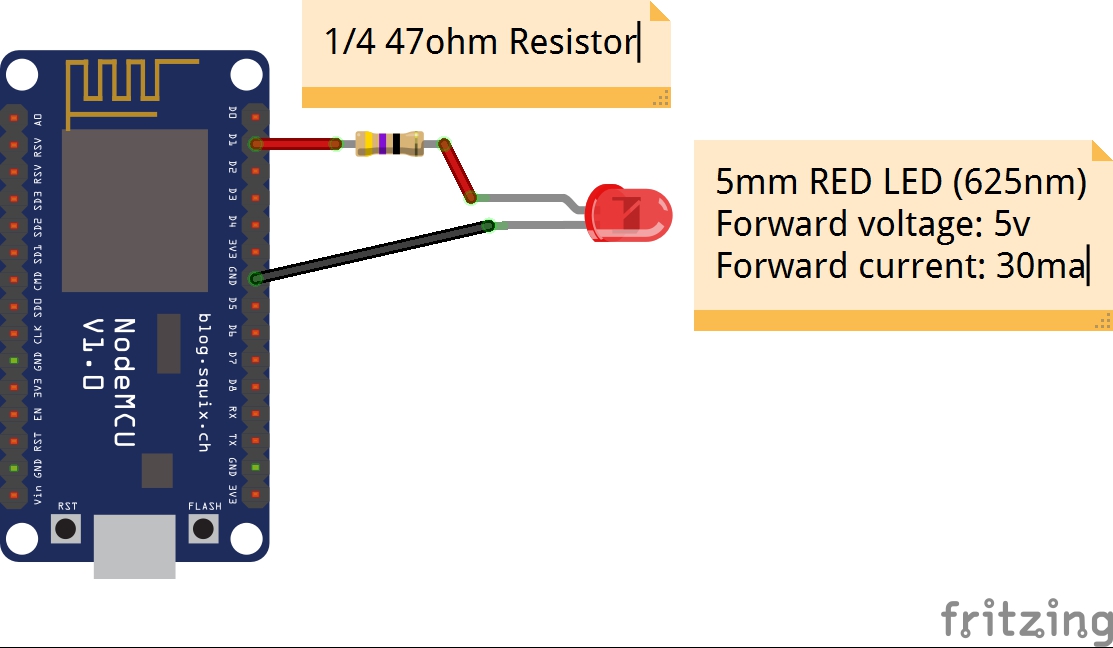 1/4 47ohm Resistor
5mm RED LED (625nm)
Forward voltage: 5v
Forward current: 30ma
A0
RSV
RSV
SD3
SD2
SD1
CMD
SD0
CLK
GND
3V3
EN
RST
GND
Vin
D0
D1
D2
D3
D4
3V3
GND
D5
D6
D7
D8
RX
TX
GND
3V3
NodeMCU
V1.0
blog.squix.ch
RST
FLASH
fritzing